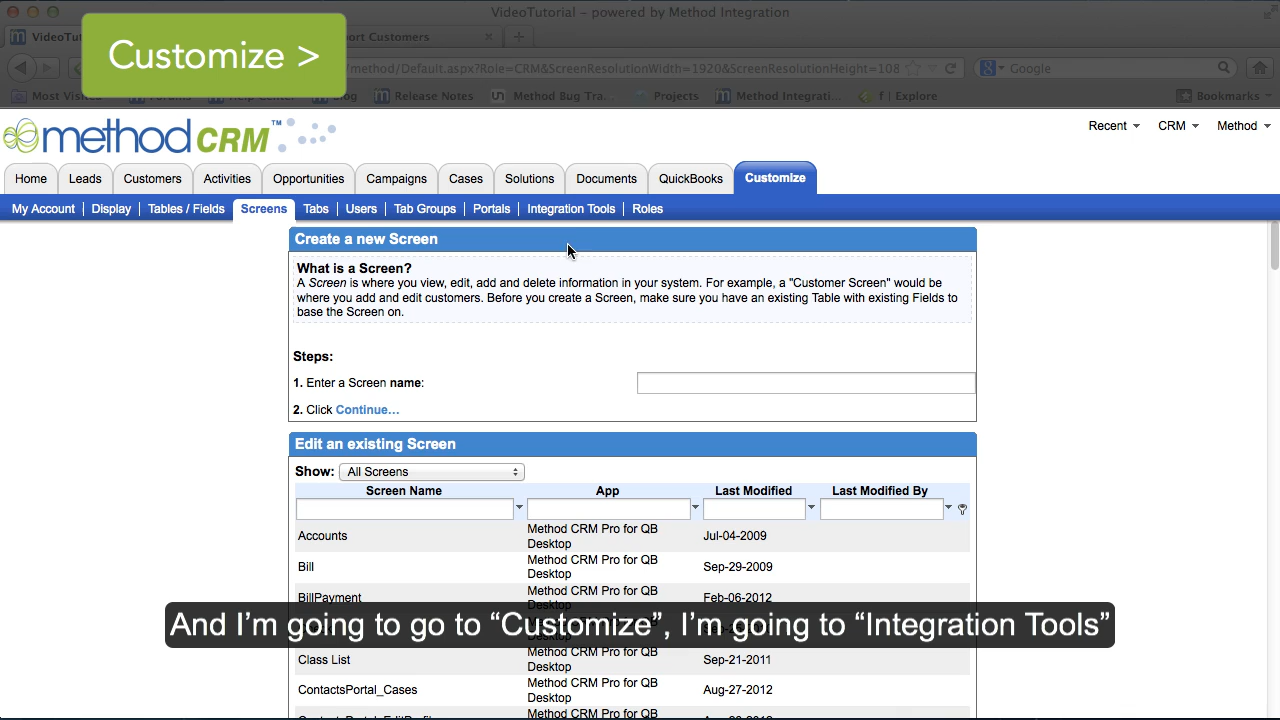 VideoTutorial – powered by Method Integration
VideoTu
ort Customers
Customize >
method/Default.aspx?Role=CRM&ScreenResolutionWidth=1920&ScreenResolutionHeight=108
Google
Most Visite
Release Notes
Method Bug Tra...
Projects
Method Integrati...
f I Explore
Bookmarks
methodCRM™
Recent
CRM
Method
Home
Leads
Customers
Activities
Opportunities
Campaigns
Cases
Solutions
Documents
QuickBooks
Customize
My Account
Display
Tables / Fields
Screens
Tabs
Users
Tab Groups
Portals
Integration Tools
Roles
Create a new Screen
What is a Screen?
A Screen is where you view, edit, add and delete information in your system. For example, a "Customer Screen" would be
where you add and edit customers. Before you create a Screen, make sure you have an existing Table with existing Fields to
base the Screen on.
Steps:
1. Enter a Screen name:
2. Click Continue...
Edit an existing Screen
Show: All Screens
Screen Name
App
Last Modified
Last Modified By
Accounts
Method CRM Pro for QB
Desktop
Jul-04-2009
Bill
Method CRM Pro for QB
Desktop
Sep-29-2009
BillPayment
Method CRM Pro for QB
Desktop
Feb-06-2012
And I'm going to go to “Customize”, I'm going to “Integration Tools”
Class List
Method CRM Pro for QB
Desktop
Sep-21-2011
ContactsPortal_Cases
Method CRM Pro for QB
Desktop
Aug-27-2012
Method CRM Pro for QB